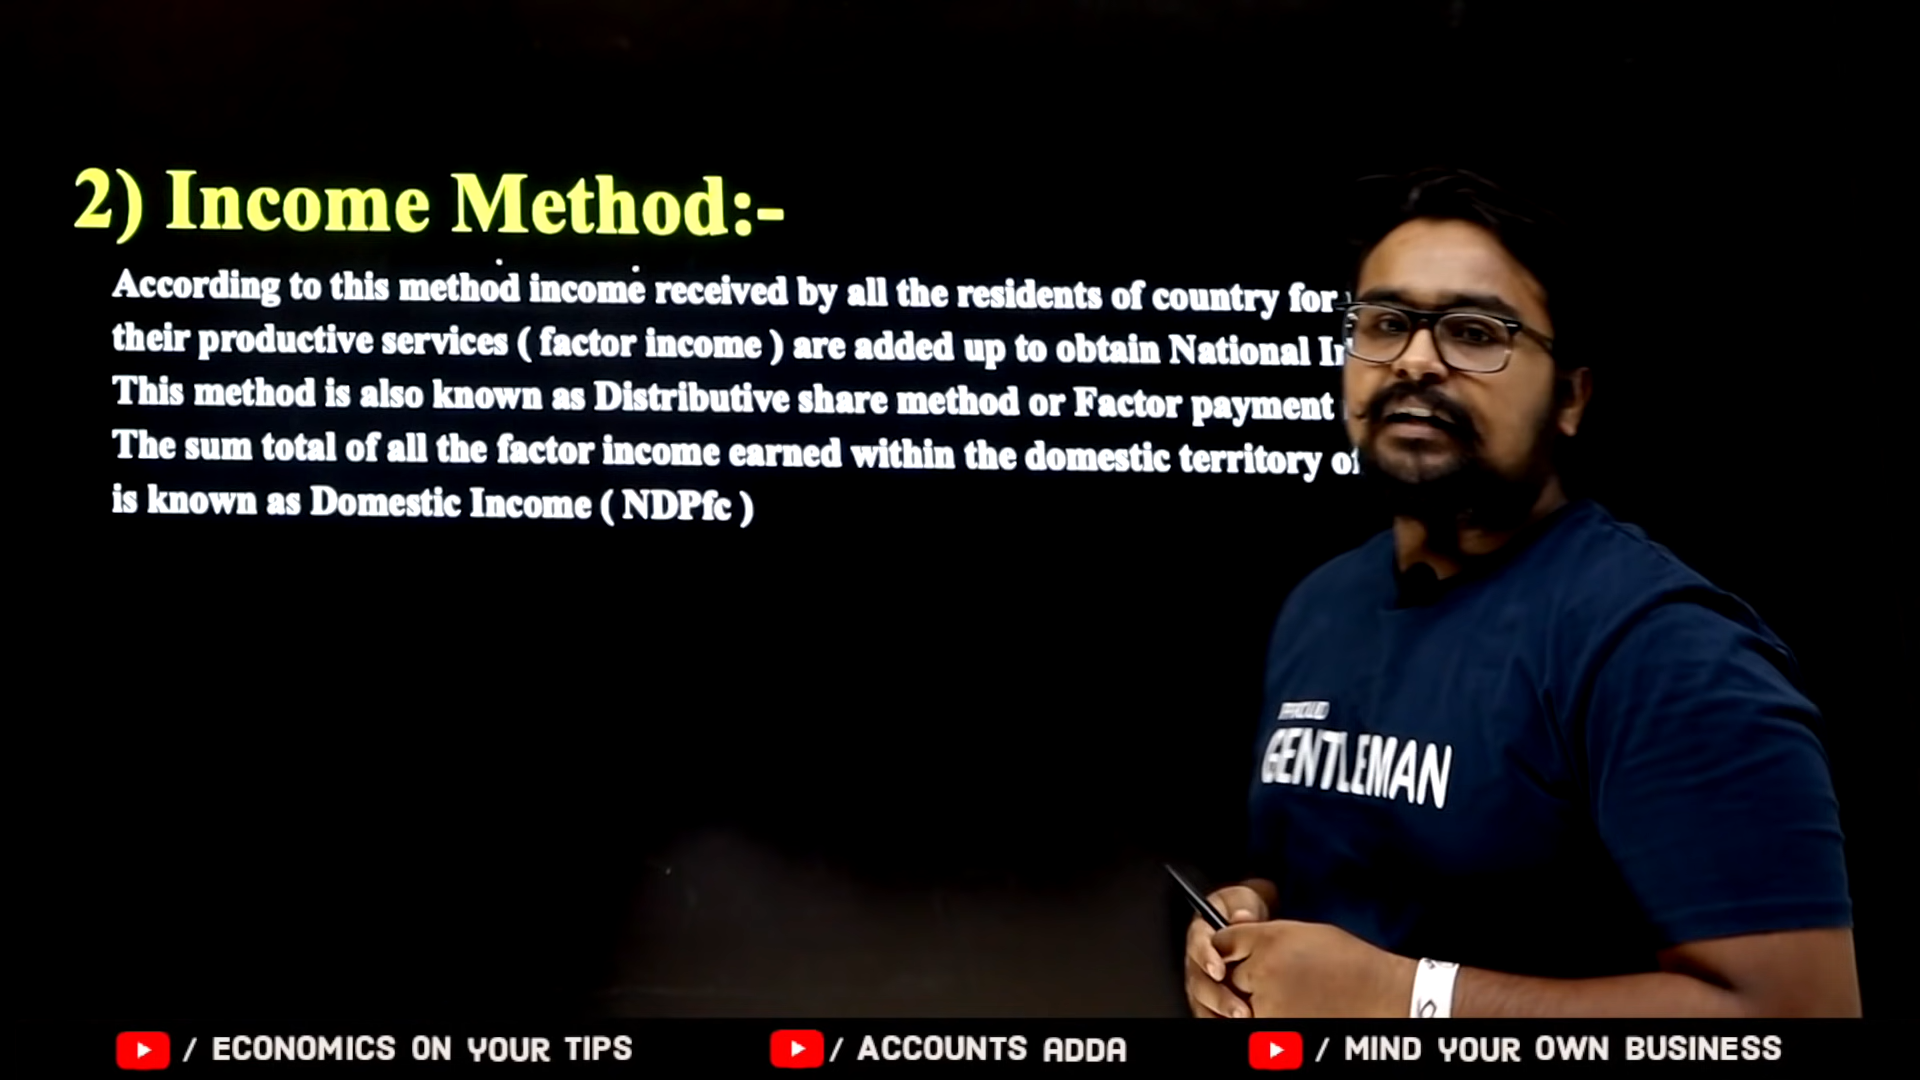 2) Income Method:-
According to this method income received by all the residents of country for
their productive services ( factor income ) are added up to obtain National
This method is also known as Distributive share method or Factor payment
The sum total of all the factor income earned within the domestic territory of
is known as Domestic Income ( NDPfc )
PROUD
GENTLEMAN
/ ECONOMICS ON YOUR TIPS
/ ACCOUNTS ADDA
/ MIND YOUR OWN BUSINESS